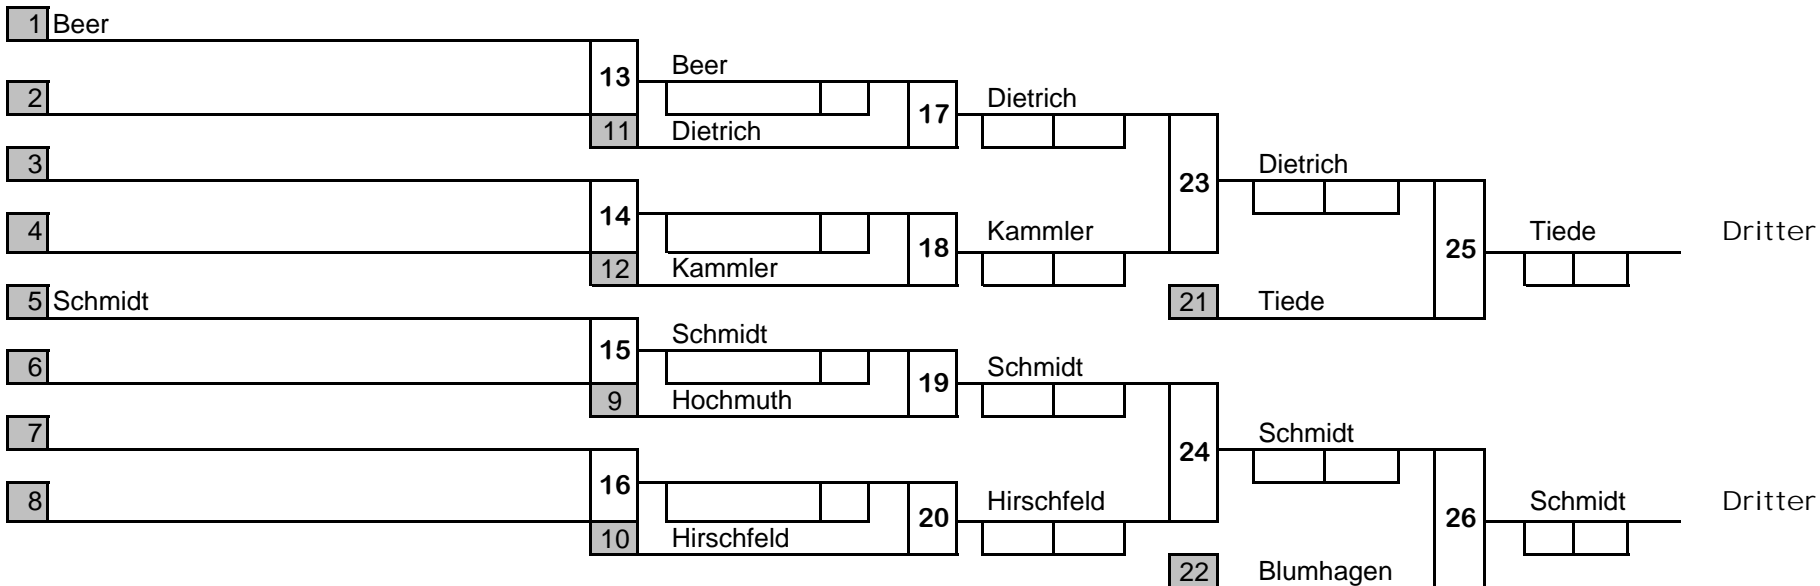 1 Beer
Beer
13
2
Dietrich
17
11 Dietrich
3
Dietrich
23
14
4
Kammler
Tiede Dritter
18
25
12 Kammler
5 Schmidt
21 Tiede
Schmidt
15
6
Schmidt
19
9 Hochmuth
7
Schmidt
24
16
8
Hirschfeld
Schmidt Dritter
20
26
10 Hirschfeld
22 Blumhagen